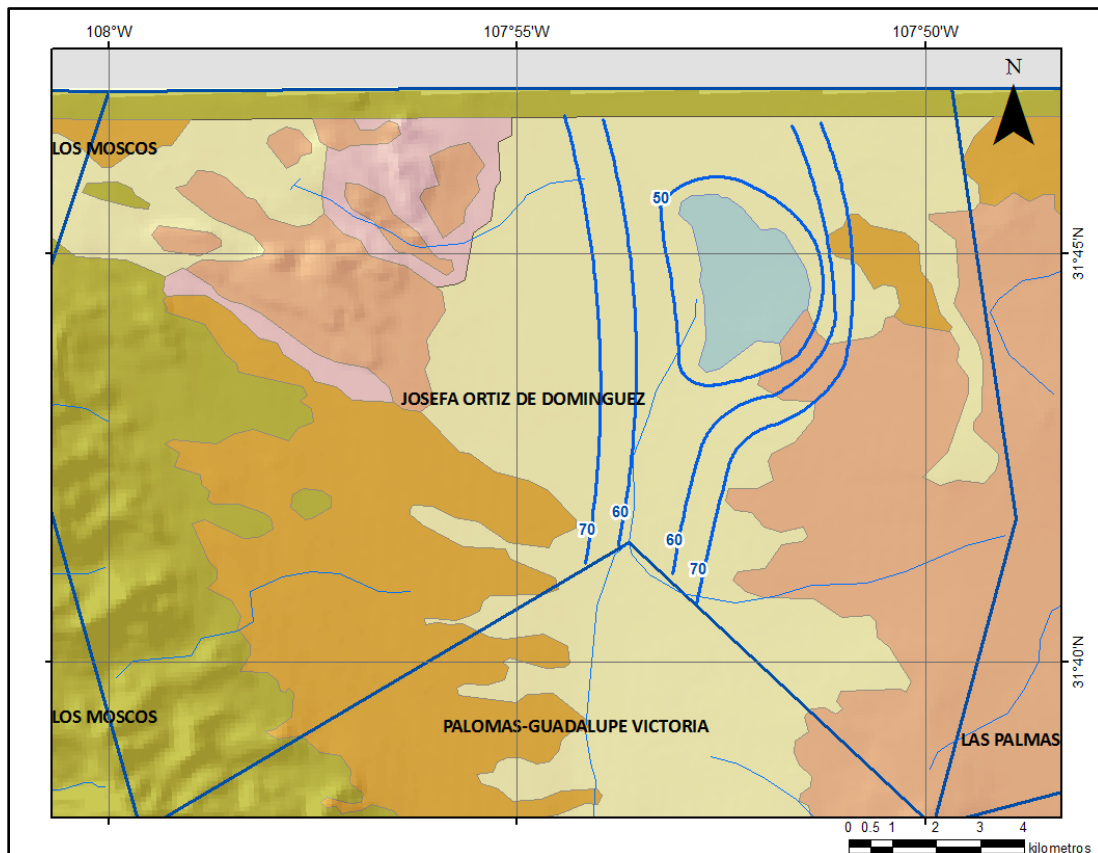 108°W 107°55'W 107°50'W
N
LOS MOSCOS
50
31°45'N
JOSEFA ORTIZ DE DOMINGUEZ
60
70
60
70
31°40'N
LOS MOSCOS
PALOMAS-GUADALUPE VICTORIA
LAS PALMAS
0 0.5 1 2 3 4
kilometros